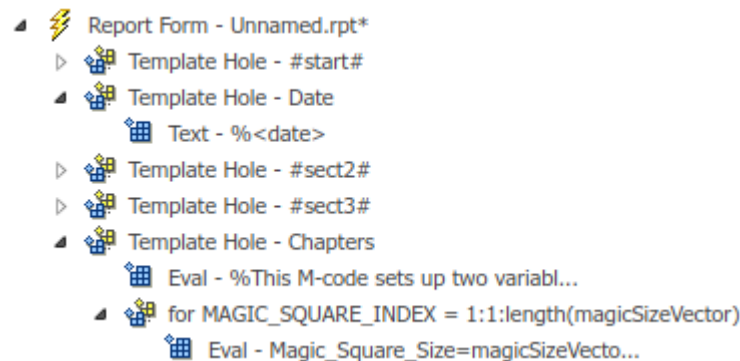 Report Form - Unnamed.rpt*
Template Hole - #start#
Template Hole - Date
Text - %<date>
Template Hole - #sect2#
Template Hole - #sect3#
Template Hole - Chapters
Eval - %This M-code sets up two variabl...
for MAGIC_SQUARE_INDEX = 1:1:length(magicSizeVector)
Eval - Magic_Square_Size=magicSizeVecto...